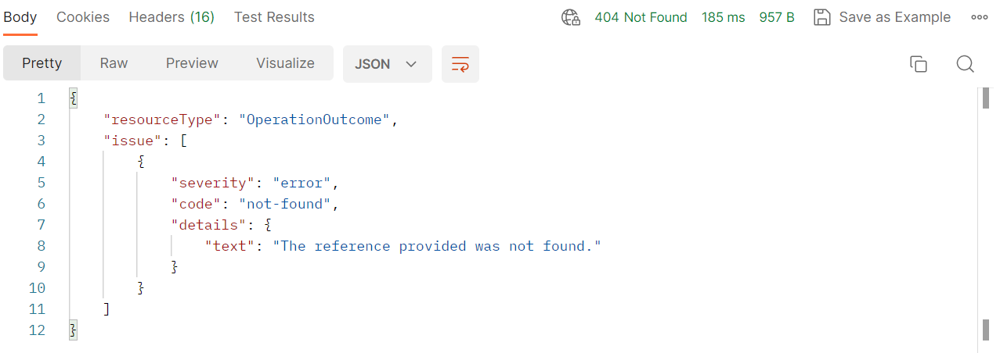 Body Cookies Headers (16) Test Results 404 Not Found 185 ms 957 B Save as Example
Pretty Raw Preview Visualize JSON
1 {
2 "resourceType": "OperationOutcome",
3 "issue": [
4 {
5 "severity": "error",
6 "code": "not-found",
7 "details": {
8 "text": "The reference provided was not found."
9 }
10 }
11 ]
12 }